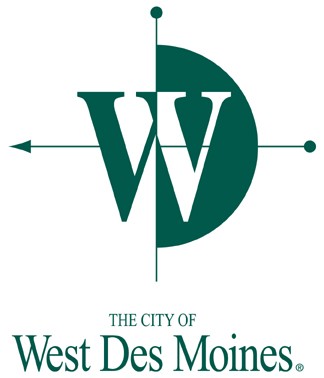 W
THE CITY OF
West Des Moines®